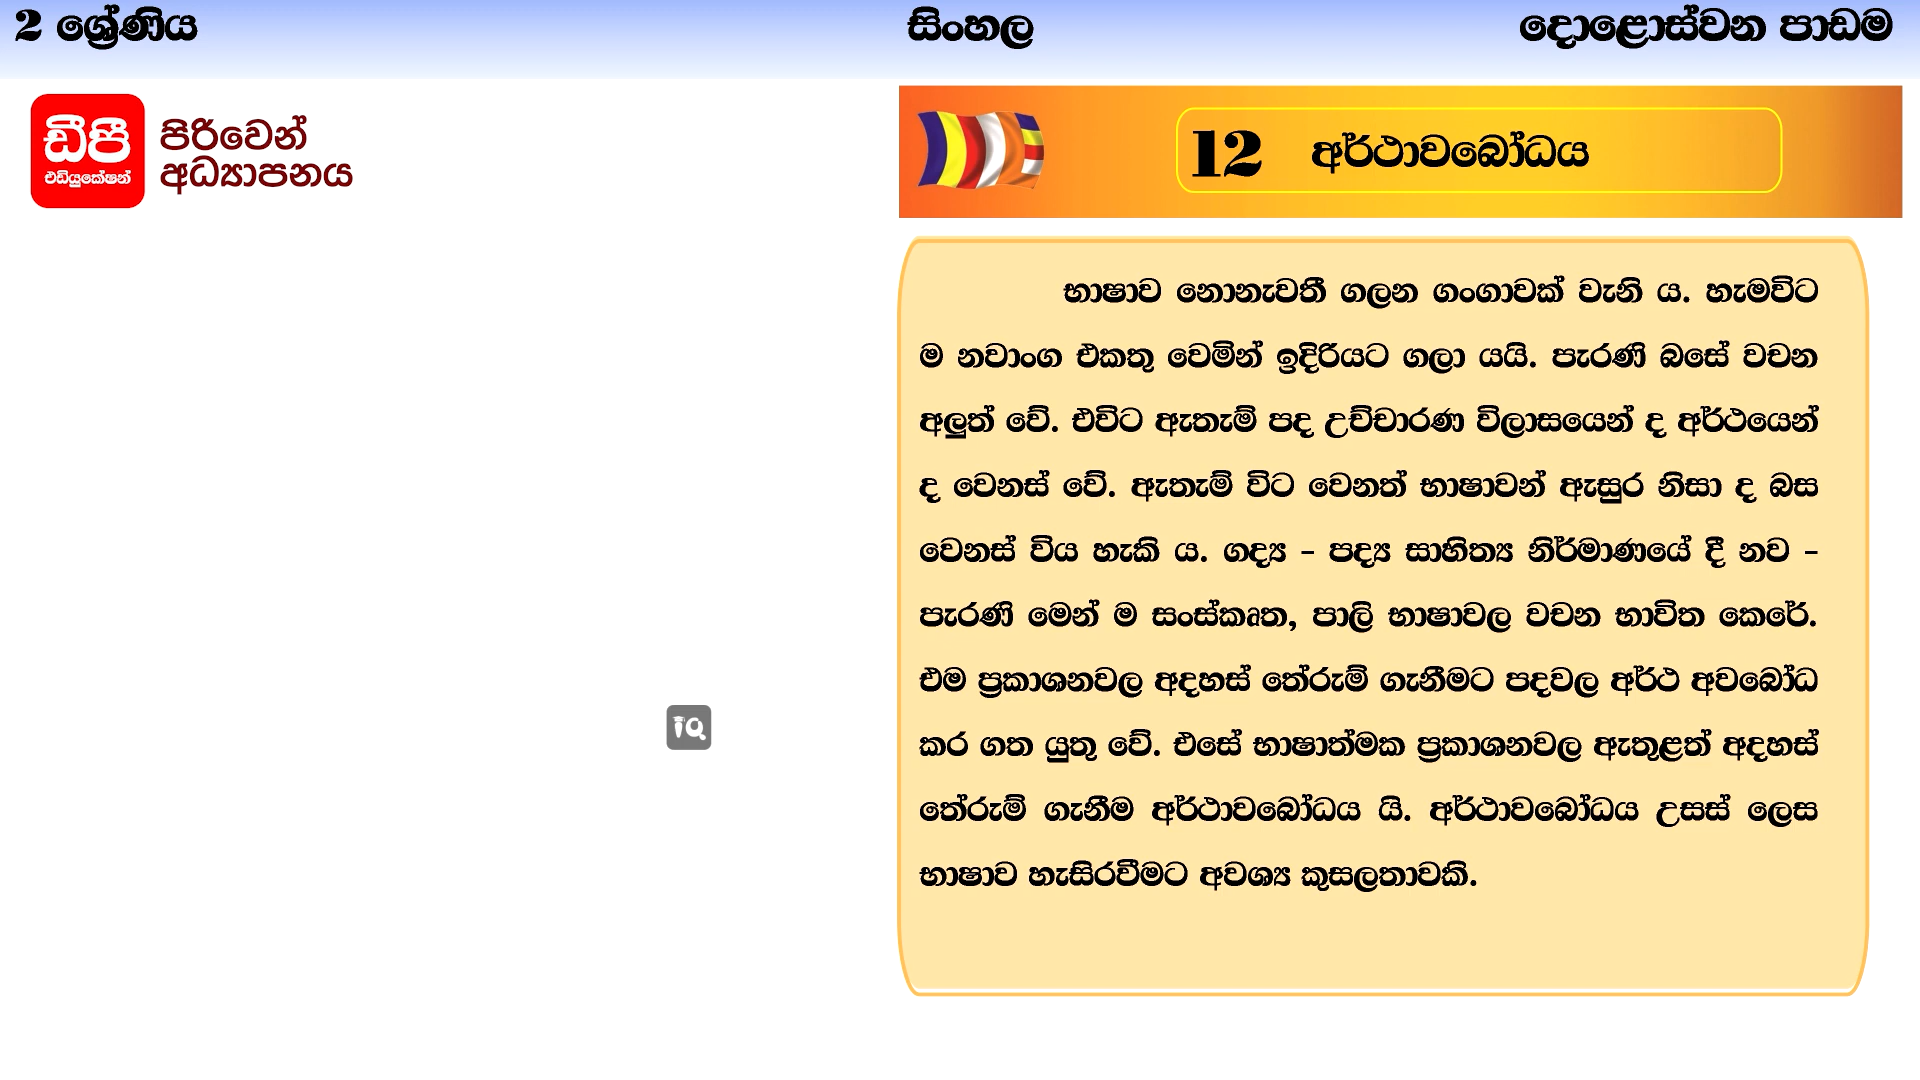 2 ශ්‍රේණිය
සිංහල
දොළොස්වන පාඩම
ඩීපී
එඩියුකේෂන්
පිරිවෙන්
අධ්‍යාපනය
12 අර්ථාවබෝධය
භාෂාව නොනැවතී ගලන ගංගාවක් වැනි ය. හැමවිට
ම නවාංග එකතු වෙමින් ඉදිරියට ගලා යයි. පැරණි බසේ වචන
අලුත් වේ. එවිට ඇතැම් පද උච්චාරණ විලාසයෙන් ද අර්ථයෙන්
ද වෙනස් වේ. ඇතැම් විට වෙනත් භාෂාවන් ඇසුර නිසා ද බස
වෙනස් විය හැකි ය. ගද්‍ය – පද්‍ය සාහිත්‍ය නිර්මාණයේ දී නව –
පැරණි මෙන් ම සංස්කෘත, පාලි භාෂාවල වචන භාවිත කෙරේ.
එම ප්‍රකාශනවල අදහස් තේරුම් ගැනීමට පදවල අර්ථ අවබෝධ
කර ගත යුතු වේ. එසේ භාෂාත්මක ප්‍රකාශනවල ඇතුළත් අදහස්
තේරුම් ගැනීම අර්ථාවබෝධය යි. අර්ථාවබෝධය උසස් ලෙස
භාෂාව හැසිරවීමට අවශ්‍ය කුසලතාවකි.
iQ